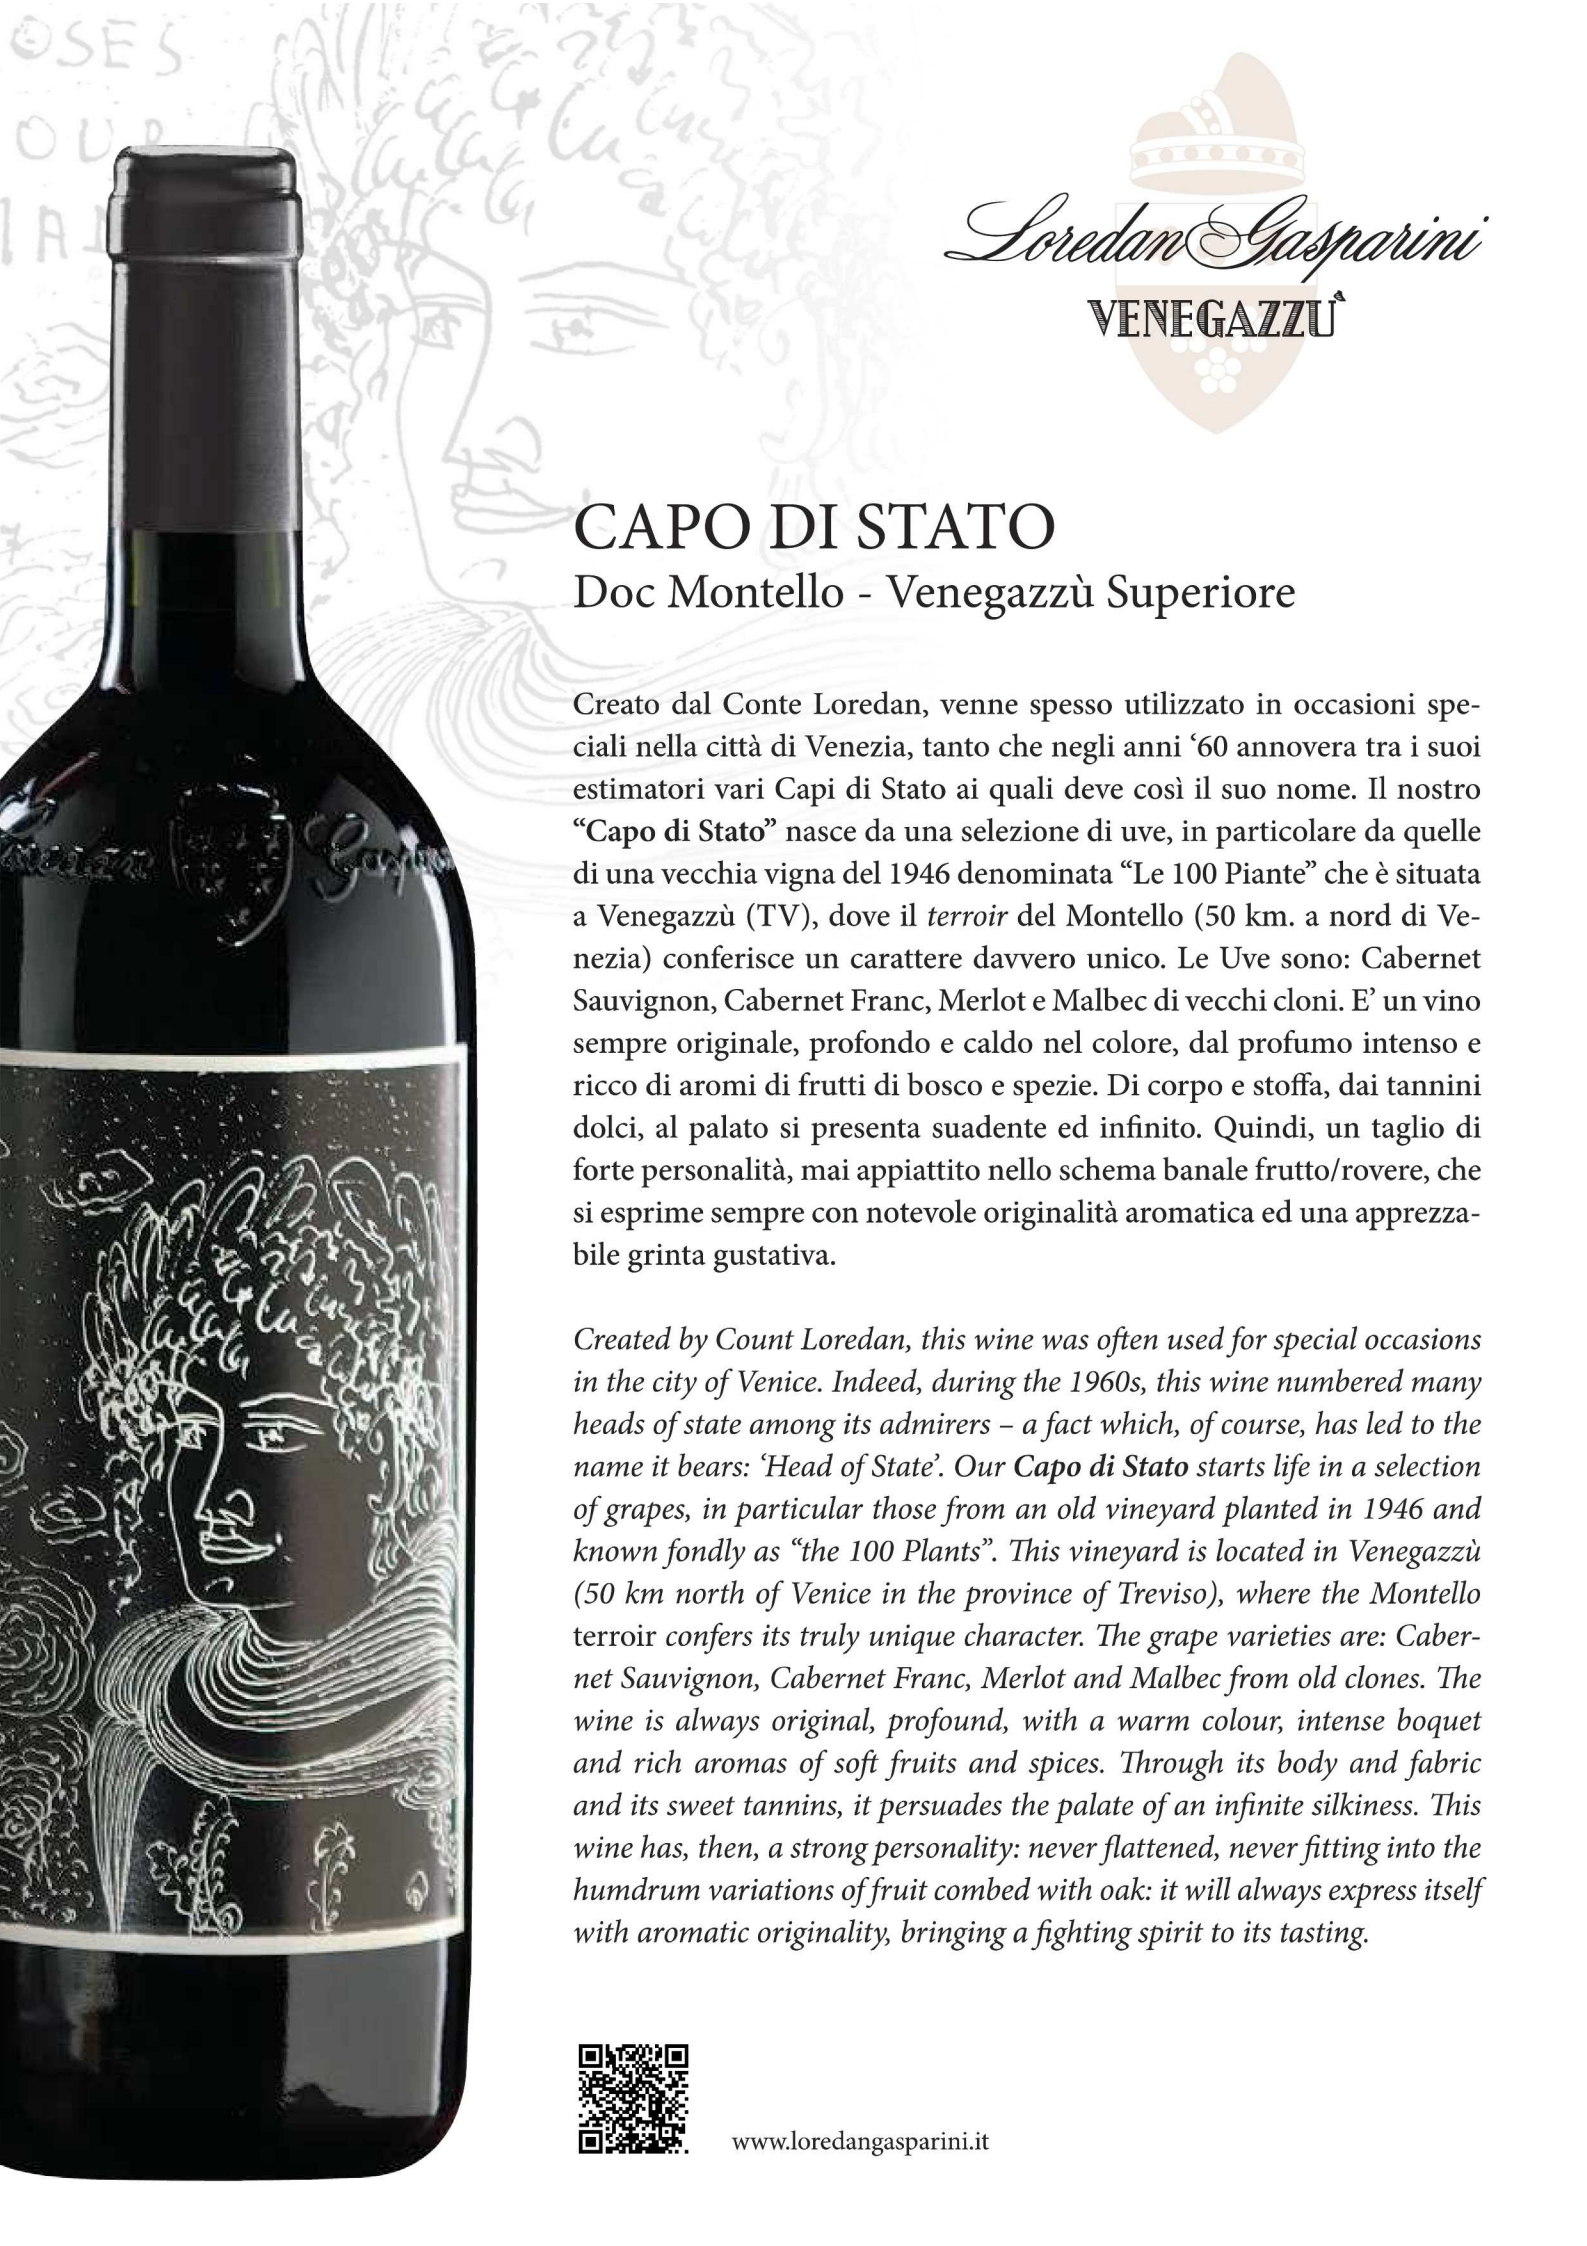 OSES
OUR
Loredan Gasparini
VENEGAZZÙ
CAPO DI STATO
Doc Montello - Venegazzù Superiore
Creato dal Conte Loredan, venne spesso utilizzato in occasioni spe-
ciali nella città di Venezia, tanto che negli anni ‘60 annovera tra i suoi
estimatori vari Capi di Stato ai quali deve così il suo nome. Il nostro
“Capo di Stato” nasce da una selezione di uve, in particolare da quelle
di una vecchia vigna del 1946 denominata “Le 100 Piante” che è situata
a Venegazzù (TV), dove il terroir del Montello (50 km. a nord di Ve-
nezia) conferisce un carattere davvero unico. Le Uve sono: Cabernet
Sauvignon, Cabernet Franc, Merlot e Malbec di vecchi cloni. E’ un vino
sempre originale, profondo e caldo nel colore, dal profumo intenso e
ricco di aromi di frutti di bosco e spezie. Di corpo e stoffa, dai tannini
dolci, al palato si presenta suadente ed infinito. Quindi, un taglio di
forte personalità, mai appiattito nello schema banale frutto/rovere, che
si esprime sempre con notevole originalità aromatica ed una apprezza-
bile grinta gustativa.
Created by Count Loredan, this wine was often used for special occasions
in the city of Venice. Indeed, during the 1960s, this wine numbered many
heads of state among its admirers – a fact which, of course, has led to the
name it bears: ‘Head of State’. Our Capo di Stato starts life in a selection
of grapes, in particular those from an old vineyard planted in 1946 and
known fondly as “the 100 Plants”. This vineyard is located in Venegazzù
(50 km north of Venice in the province of Treviso), where the Montello
terroir confers its truly unique character. The grape varieties are: Caber-
net Sauvignon, Cabernet Franc, Merlot and Malbec from old clones. The
wine is always original, profound, with a warm colour, intense boquet
and rich aromas of soft fruits and spices. Through its body and fabric
and its sweet tannins, it persuades the palate of an infinite silkiness. This
wine has, then, a strong personality: never flattened, never fitting into the
humdrum variations of fruit combed with oak: it will always express itself
with aromatic originality, bringing a fighting spirit to its tasting.
www.loredangasparini.it